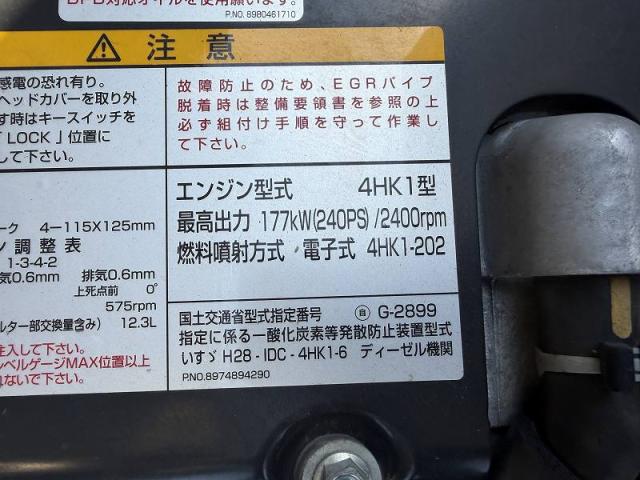 DPD対応オイルを使用願います。
P.NO. 8980461710
注意
感電の恐れ有り。
ヘッドカバーを取り外
す時はキースイッチを
「LOCK」位置に
して下さい。
故障防止のため、EGRパイプ
脱着時は整備要領書を参照の上
必ず組付け手順を守って作業し
て下さい。
エンジン型式 4HK1型
最高出力 177kW(240PS)/2400rpm
燃料噴射方式・電子式 4HK1-202
ーク 4-115X125mm
ン調整表
1-3-4-2
気0.6mm 排気0.6mm
上死点前 0°
575rpm
ルター部交換量含み) 12.3L
国土交通省型式指定番号 自 G-2899
指定に係る一酸化炭素等発散防止装置型式
いすゞ H28-IDC-4HK1-6 ディーゼル機関
P.NO.8974894290
注入して下さい。
ンベルゲージMAX位置以上
れないで下さい。